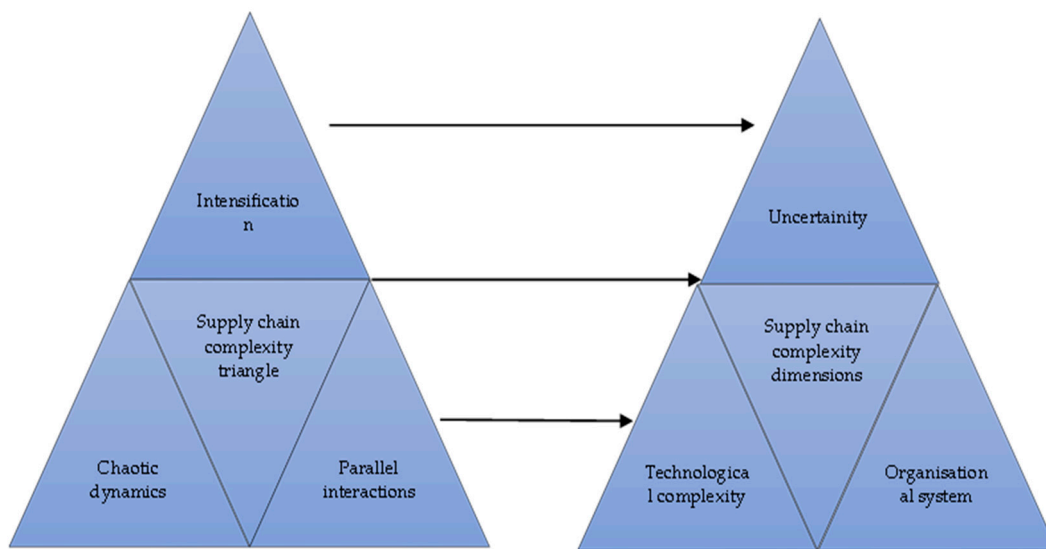 Intensificatio
n
Uncertainity
Supply chain
complexity
triangle
Supply chain
complexity
dimensions
Chaotic
dynamics
Parallel
interactions
Technologica
l complexity
Organisation
al system